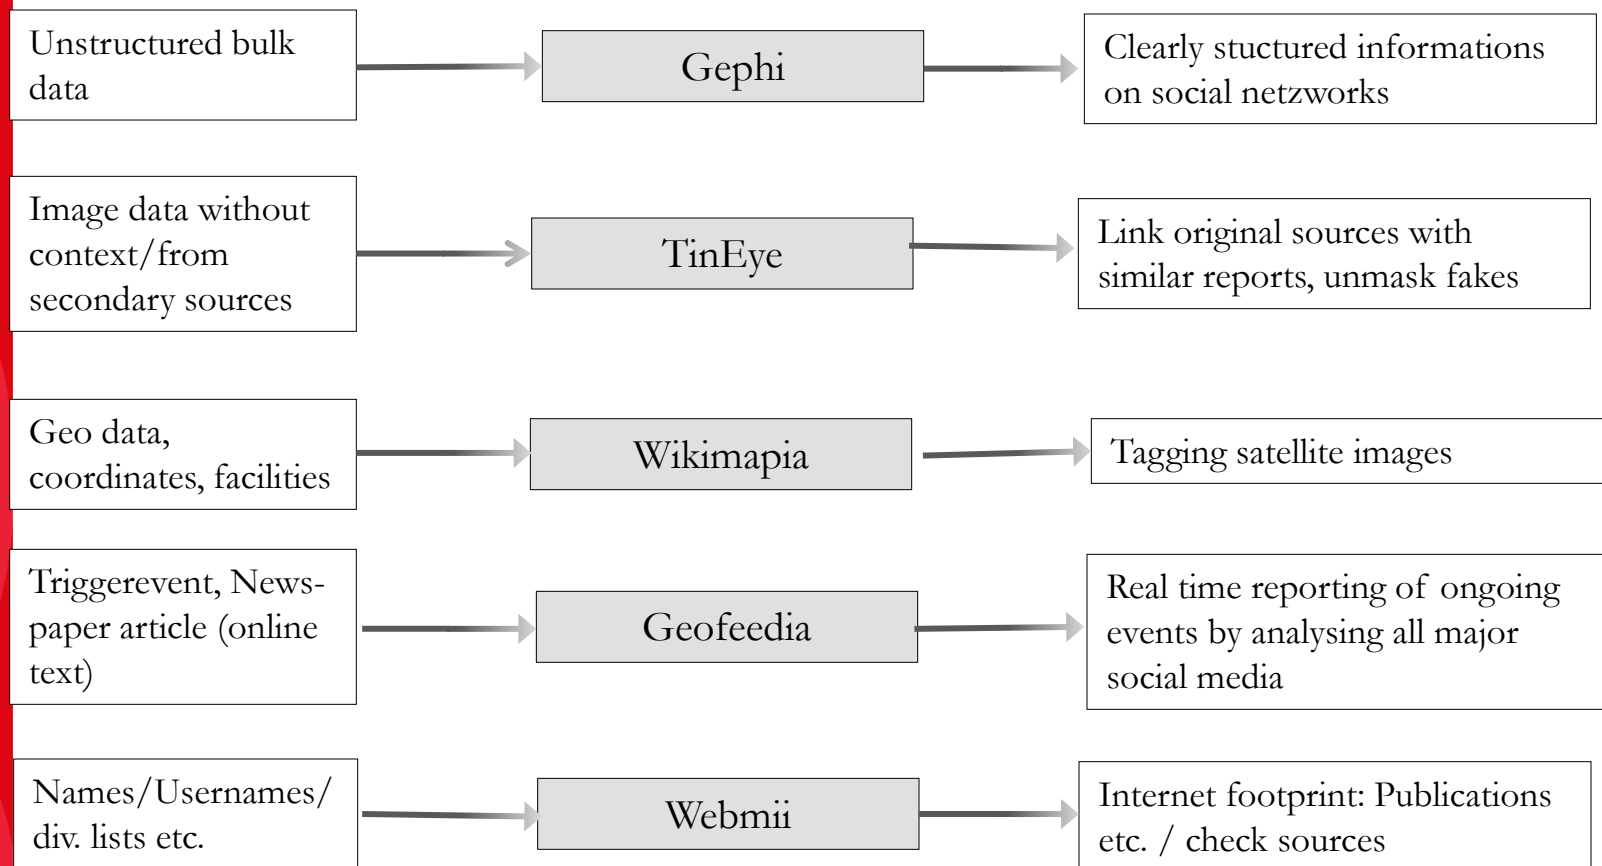 Unstructured bulk
data
Gephi
Clearly stuctured informations
on social netzworks
Image data without
context/from
secondary sources
TinEye
Link original sources with
similar reports, unmask fakes
Geo data,
coordinates, facilities
Wikimapia
Tagging satellite images
Triggerevent, News-
paper article (online
text)
Geofeedia
Real time reporting of ongoing
events by analysing all major
social media
Names/Usernames/
div. lists etc.
Webmii
Internet footprint: Publications
etc. / check sources